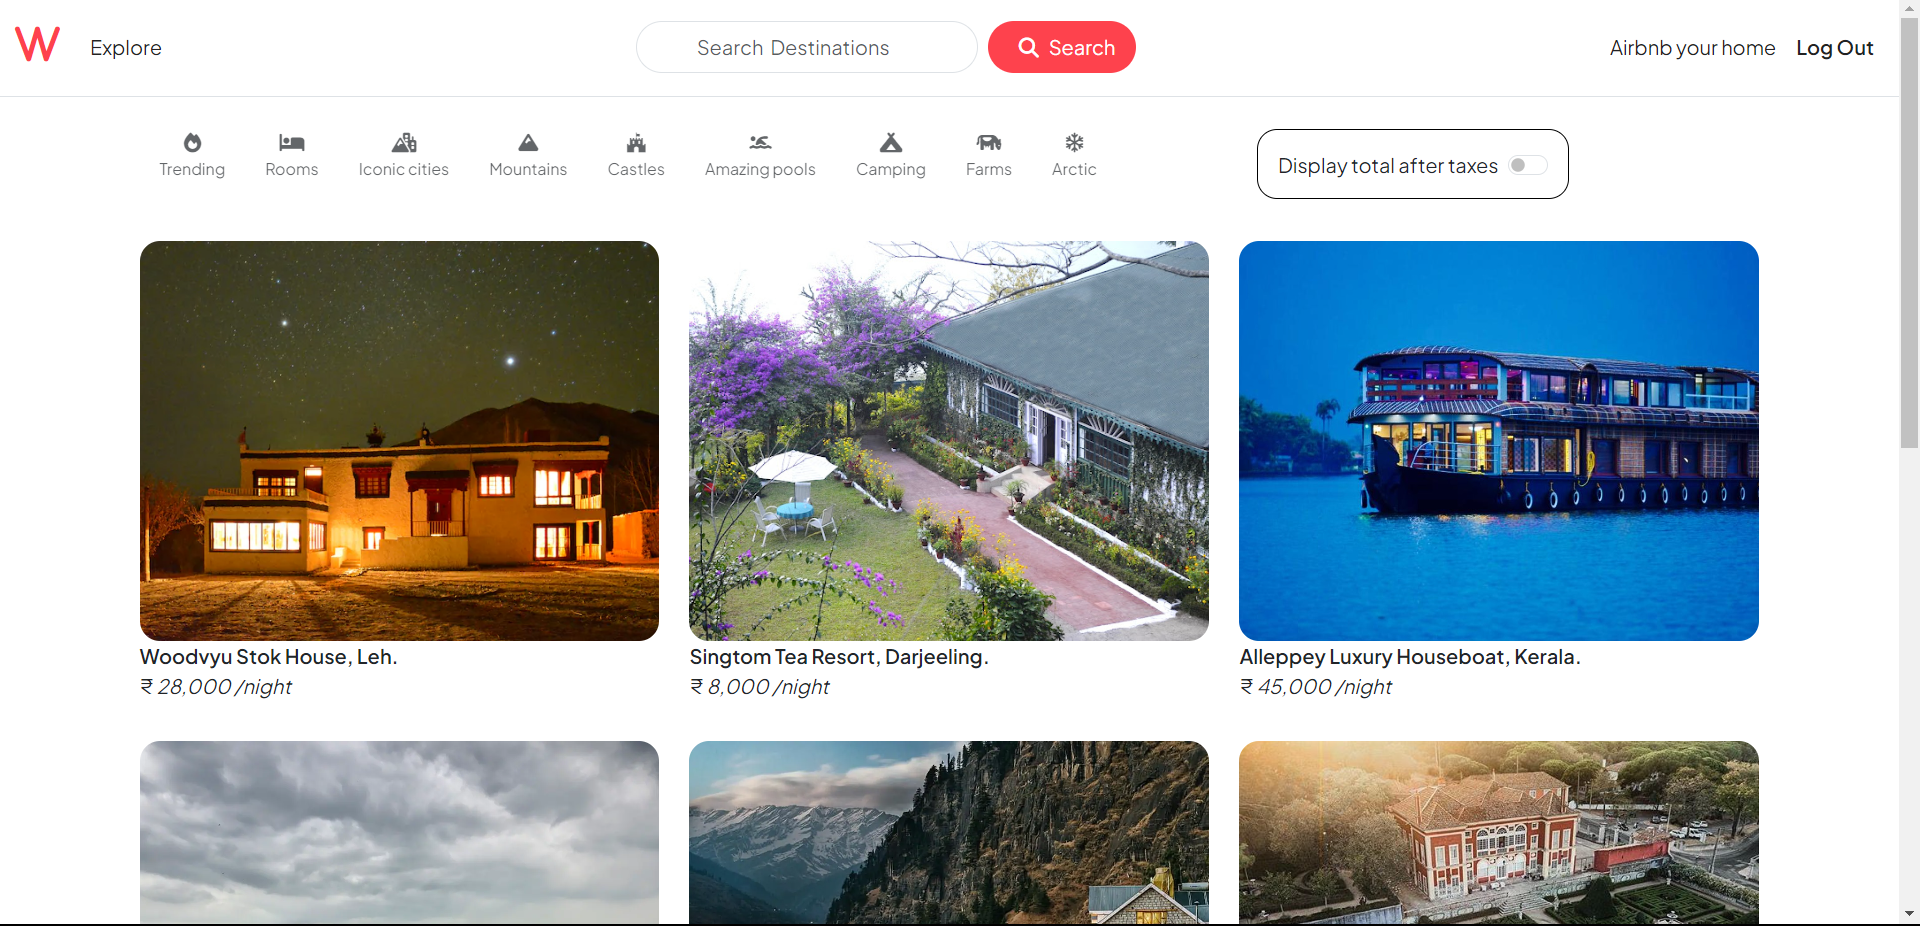 W
Explore
Search Destinations
Search
Airbnb your home
Log Out
Trending
Rooms
Iconic cities
Mountains
Castles
Amazing pools
Camping
Farms
Arctic
Display total after taxes
Woodvyu Stok House, Leh.
₹ 28,000 /night
Singtom Tea Resort, Darjeeling.
₹ 8,000 /night
Alleppey Luxury Houseboat, Kerala.
₹ 45,000 /night